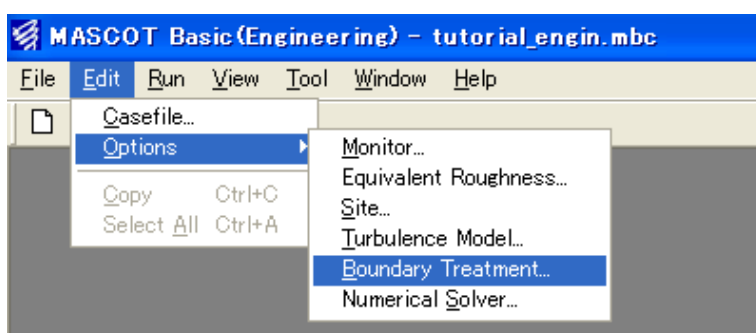 MASCOT Basic(Engineering) - tutorial_engin.mbc
File Edit Run View Tool Window Help
Casefile...
Options
Copy Ctrl+C
Select All Ctrl+A
Monitor...
Equivalent Roughness...
Site...
Turbulence Model...
Boundary Treatment...
Numerical Solver...